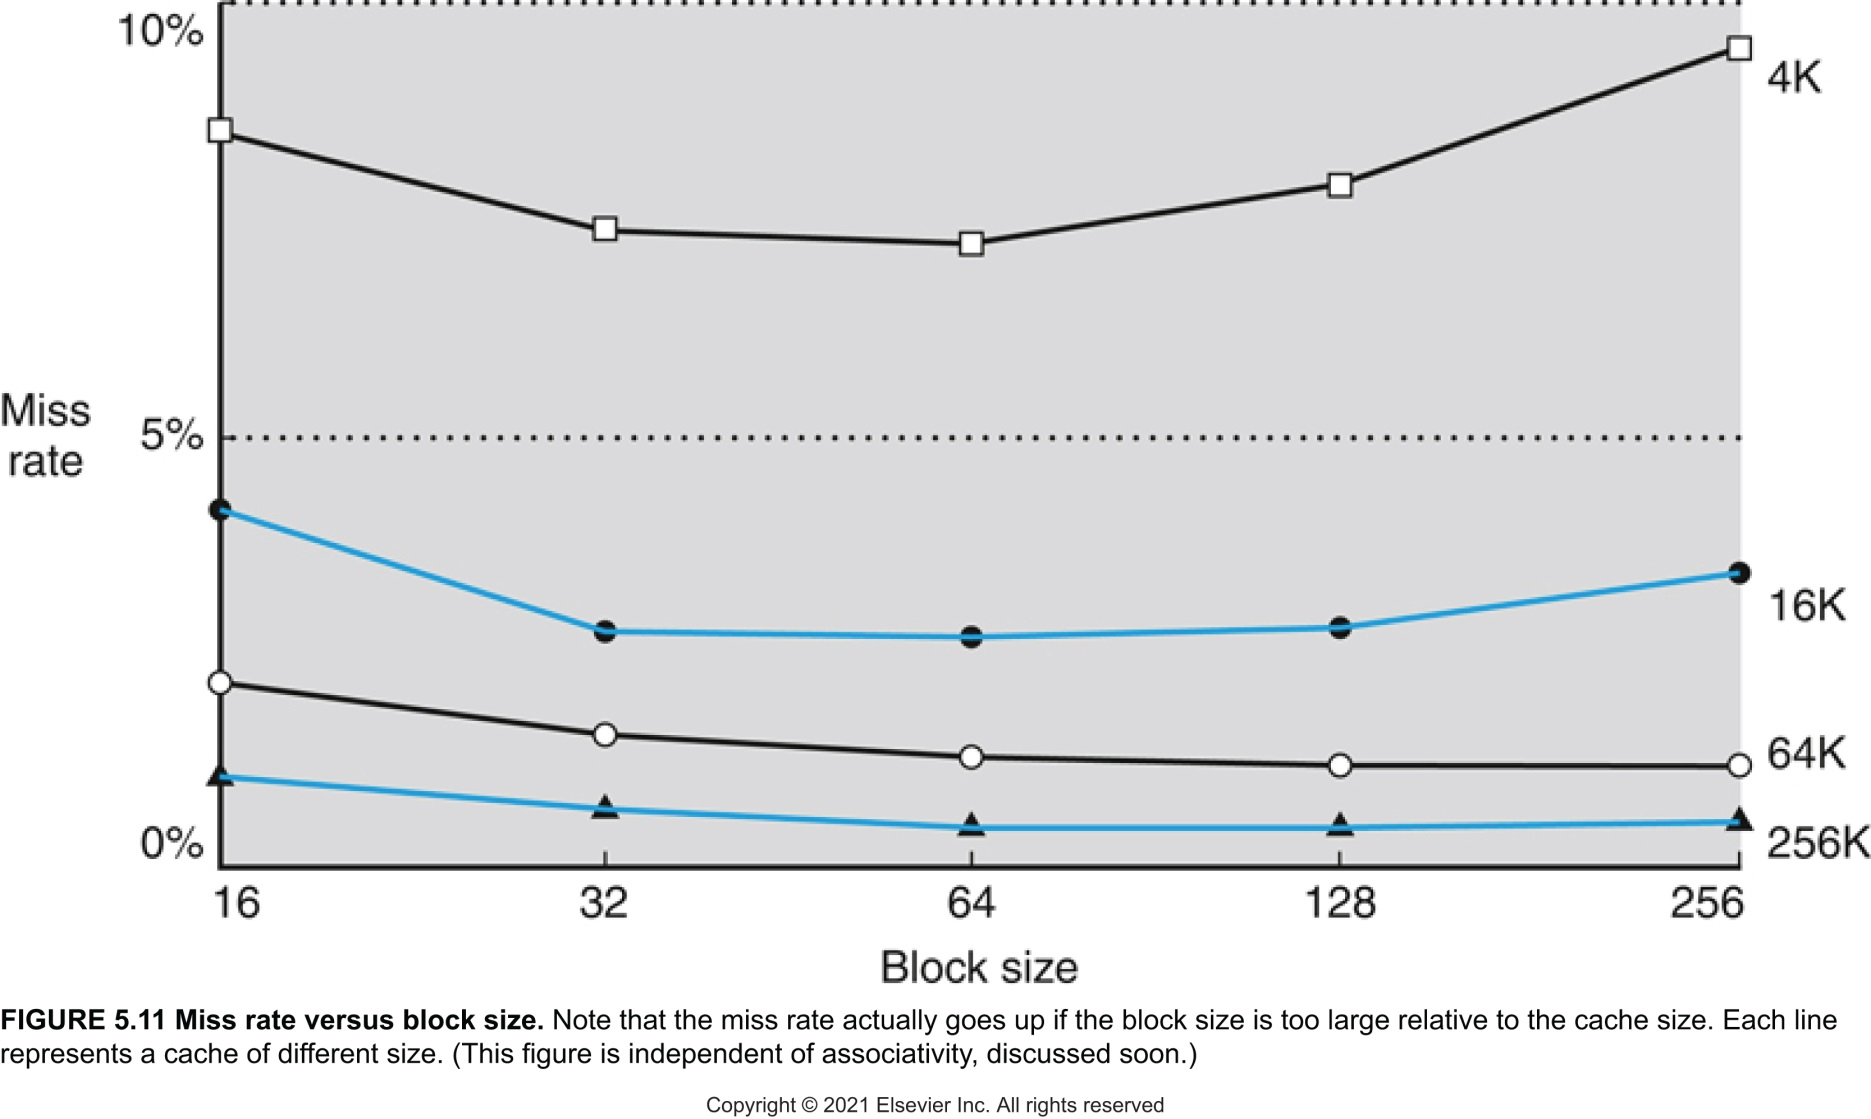 10%
4K
Miss
rate
5%
16K
64K
0%
256K
16 32 64 128 256
Block size
FIGURE 5.11 Miss rate versus block size. Note that the miss rate actually goes up if the block size is too large relative to the cache size. Each line
represents a cache of different size. (This figure is independent of associativity, discussed soon.)
Copyright © 2021 Elsevier Inc. All rights reserved